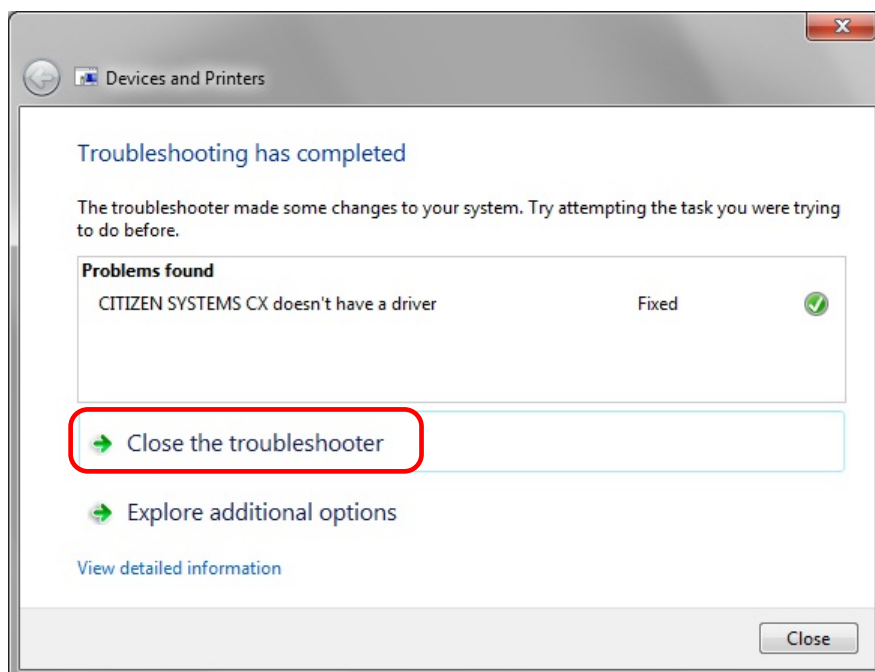 Devices and Printers
Troubleshooting has completed
The troubleshooter made some changes to your system. Try attempting the task you were trying
to do before.
Problems found
CITIZEN SYSTEMS CX doesn't have a driver Fixed
Close the troubleshooter
Explore additional options
View detailed information
Close